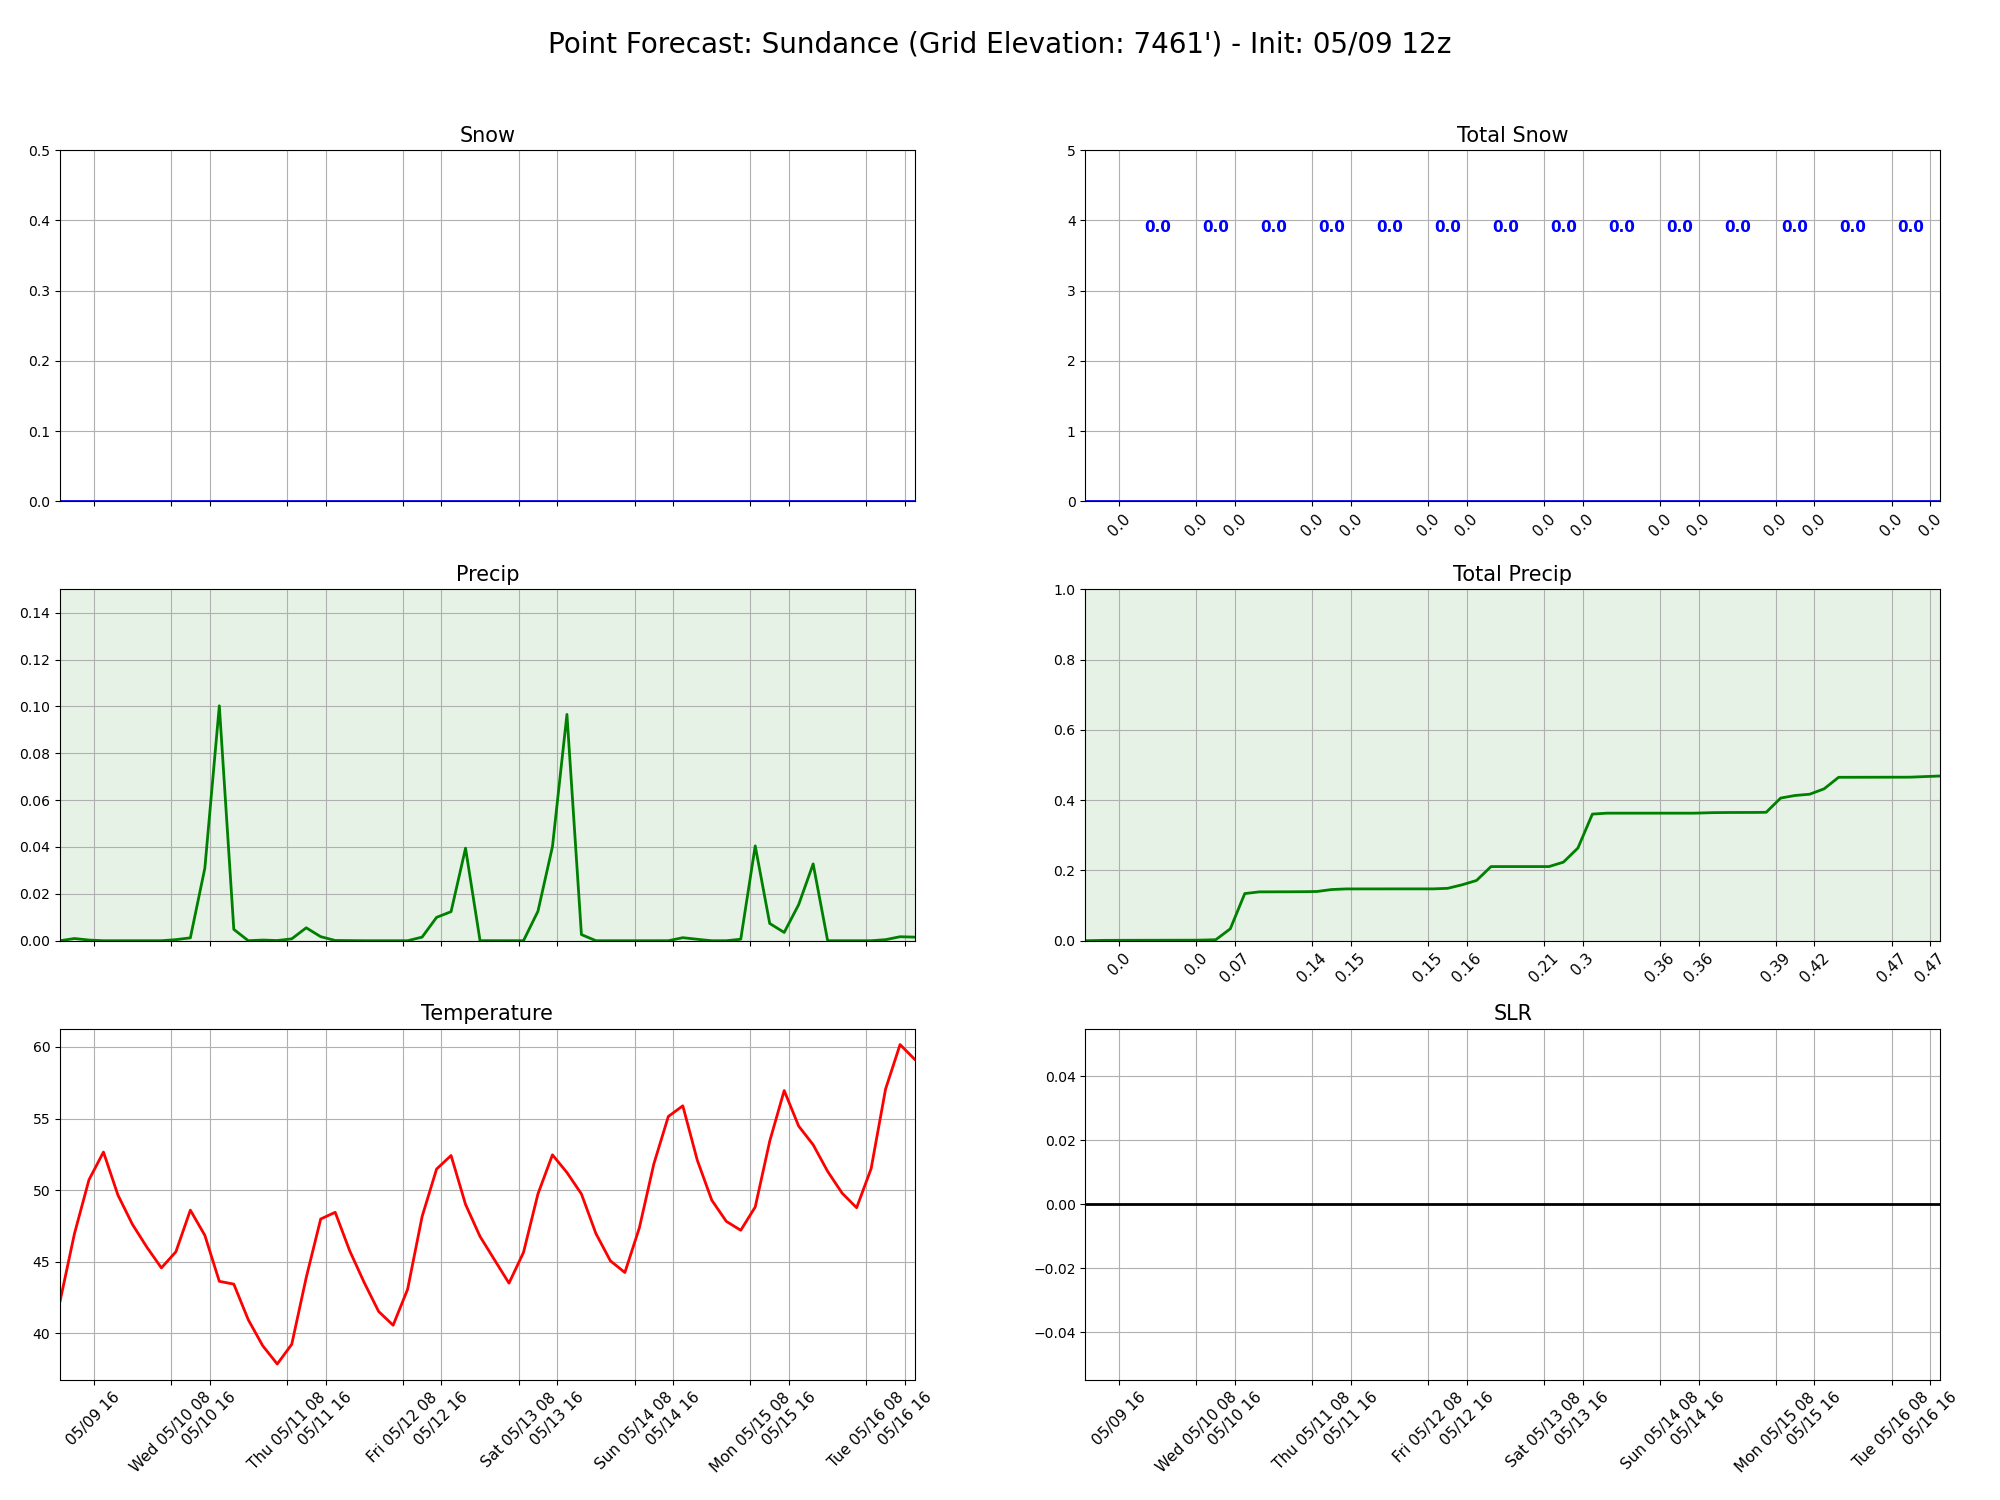 Point Forecast: Sundance (Grid Elevation: 7461') - Init: 05/09 12z
Snow
0.5
0.4
0.3
0.2
0.1
0.0
Total Snow
5
4
3
2
1
0
0.0 0.0 0.0 0.0 0.0 0.0 0.0 0.0 0.0 0.0 0.0 0.0 0.0 0.0
0.0 0.0 0.0 0.0 0.0 0.0 0.0 0.0 0.0 0.0 0.0 0.0 0.0 0.0 0.0
Precip
0.14
0.12
0.10
0.08
0.06
0.04
0.02
0.00
Total Precip
1.0
0.8
0.6
0.4
0.2
0.0
0.0 0.0 0.07 0.14 0.15 0.15 0.16 0.21 0.3 0.36 0.36 0.39 0.42 0.47 0.47
Temperature
60
55
50
45
40
05/09 16
Wed 05/10 08
05/10 16
Thu 05/11 08
05/11 16
Fri 05/12 08
05/12 16
Sat 05/13 08
05/13 16
Sun 05/14 08
05/14 16
Mon 05/15 08
05/15 16
Tue 05/16 08
05/16 16
SLR
0.04
0.02
0.00
−0.02
−0.04
05/09 16
Wed 05/10 08
05/10 16
Thu 05/11 08
05/11 16
Fri 05/12 08
05/12 16
Sat 05/13 08
05/13 16
Sun 05/14 08
05/14 16
Mon 05/15 08
05/15 16
Tue 05/16 08
05/16 16